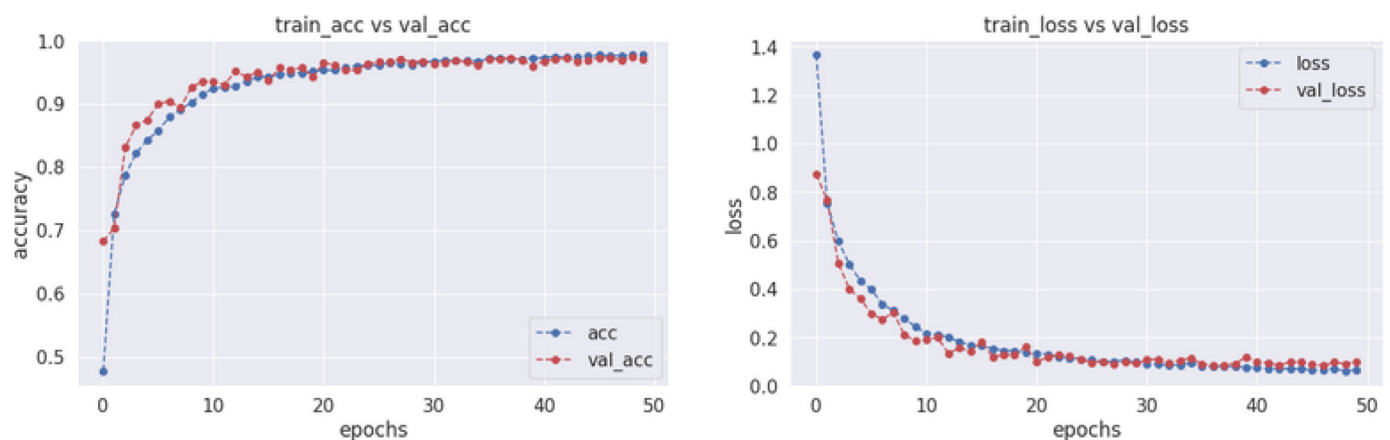 train_acc vs val_acc
1.0
0.9
0.8
0.7
0.6
0.5
accuracy
acc
val_acc
0 10 20 30 40 50
epochs
train_loss vs val_loss
1.4
1.2
1.0
0.8
0.6
0.4
0.2
0.0
loss
loss
val_loss
0 10 20 30 40 50
epochs